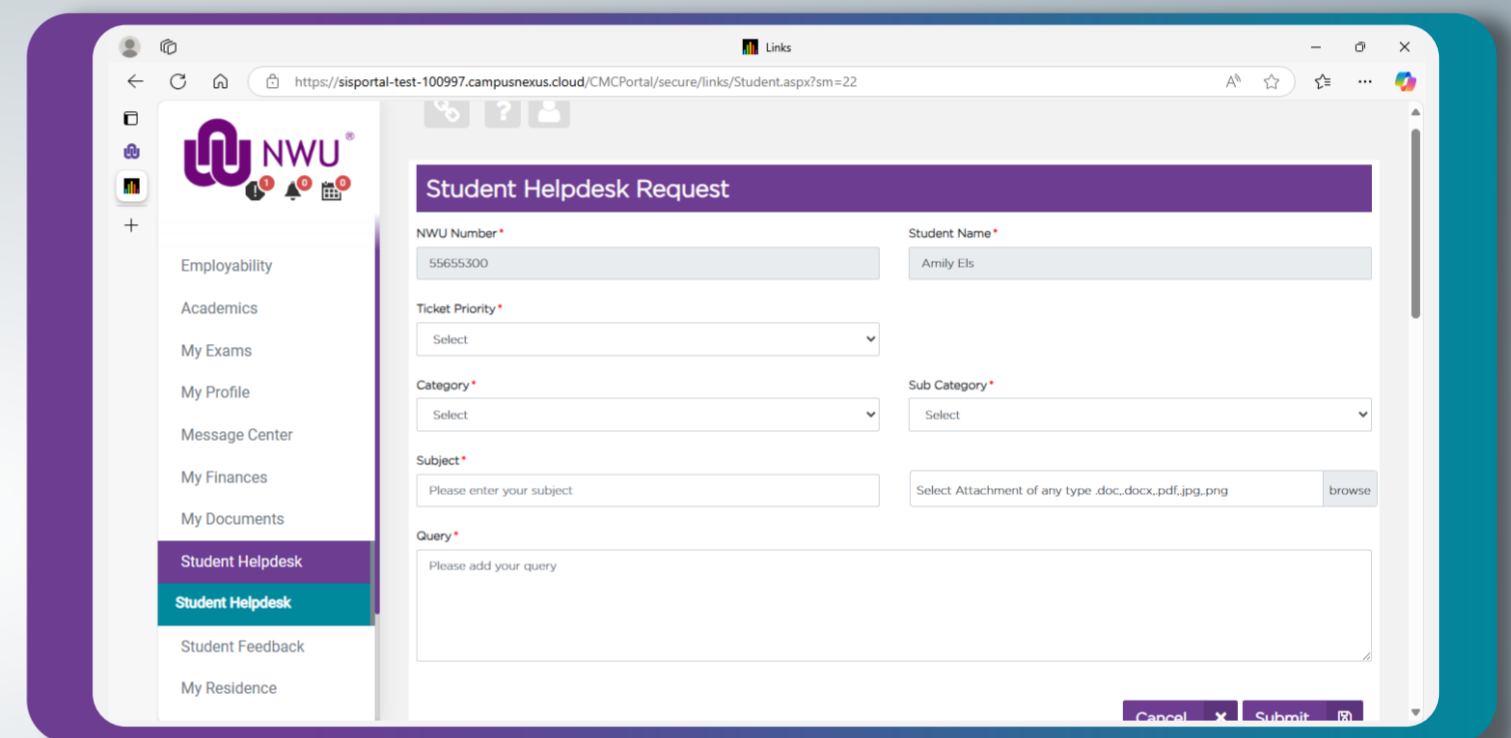 Links
https://sisportal-test-100997.campusnexus.cloud/CMCPortal/secure/links/Student.aspx?sm=22
NWU®
1 0 0
Employability
Academics
My Exams
My Profile
Message Center
My Finances
My Documents
Student Helpdesk
Student Helpdesk
Student Feedback
My Residence
Student Helpdesk Request
NWU Number*
Student Name*
55655300
Amily Els
Ticket Priority*
Select
Category*
Sub Category*
Select
Select
Subject*
Please enter your subject
Select Attachment of any type .doc,.docx,.pdf,.jpg,.png
browse
Query*
Please add your query
Cancel
Submit